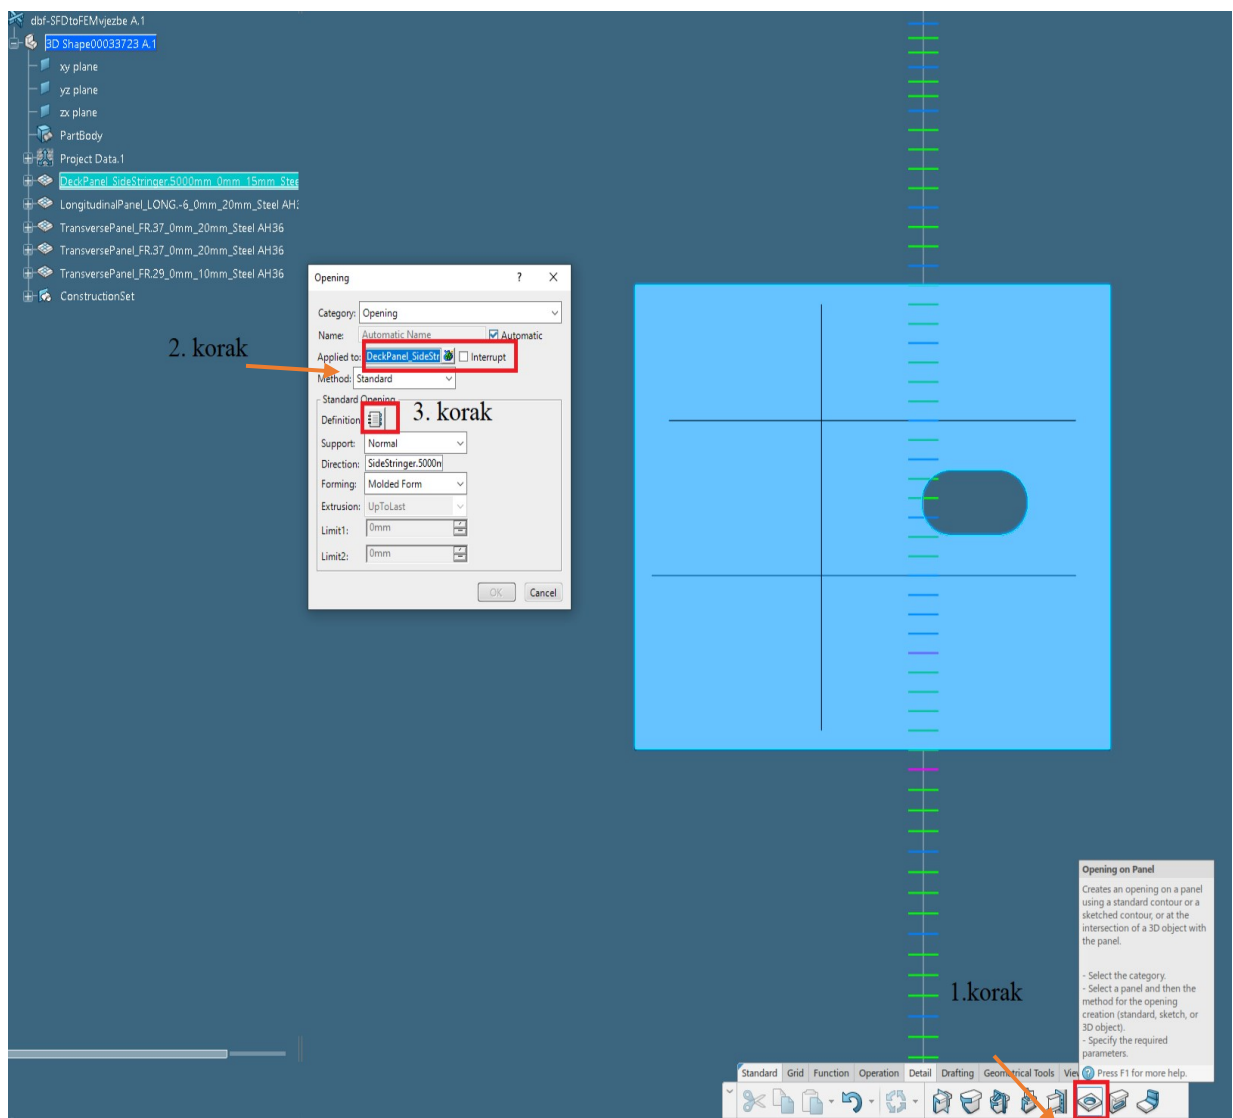 dbf-SFDtoFEMvjezbe A.1
3D Shape00033723 A.1
xy plane
yz plane
zx plane
PartBody
Project Data.1
DeckPanel_SideStringer.5000mm_0mm_15mm_Stee
LongitudinalPanel_LONG.-6_0mm_20mm_Steel AH:
TransversePanel_FR.37_0mm_20mm_Steel AH36
TransversePanel_FR.37_0mm_20mm_Steel AH36
TransversePanel_FR.29_0mm_10mm_Steel AH36
ConstructionSet
2. korak
Opening ? X
Category: Opening
Name: Automatic Name Automatic
Applied to: DeckPanel_SideStr Interrupt
Method: Standard
Standard Opening
Definition
3. korak
Support: Normal
Direction: SideStringer.5000n
Forming: Molded Form
Extrusion: UpToLast
Limit1: 0mm
Limit2: 0mm
OK Cancel
1.korak
Opening on Panel
Creates an opening on a panel
using a standard contour or a
sketched contour, or at the
intersection of a 3D object with
the panel.
- Select the category.
- Select a panel and then the
method for the opening
creation (standard, sketch, or
3D object).
- Specify the required
parameters.
Press F1 for more help.
Standard Grid Function Operation Detail Drafting Geometrical Tools Vie